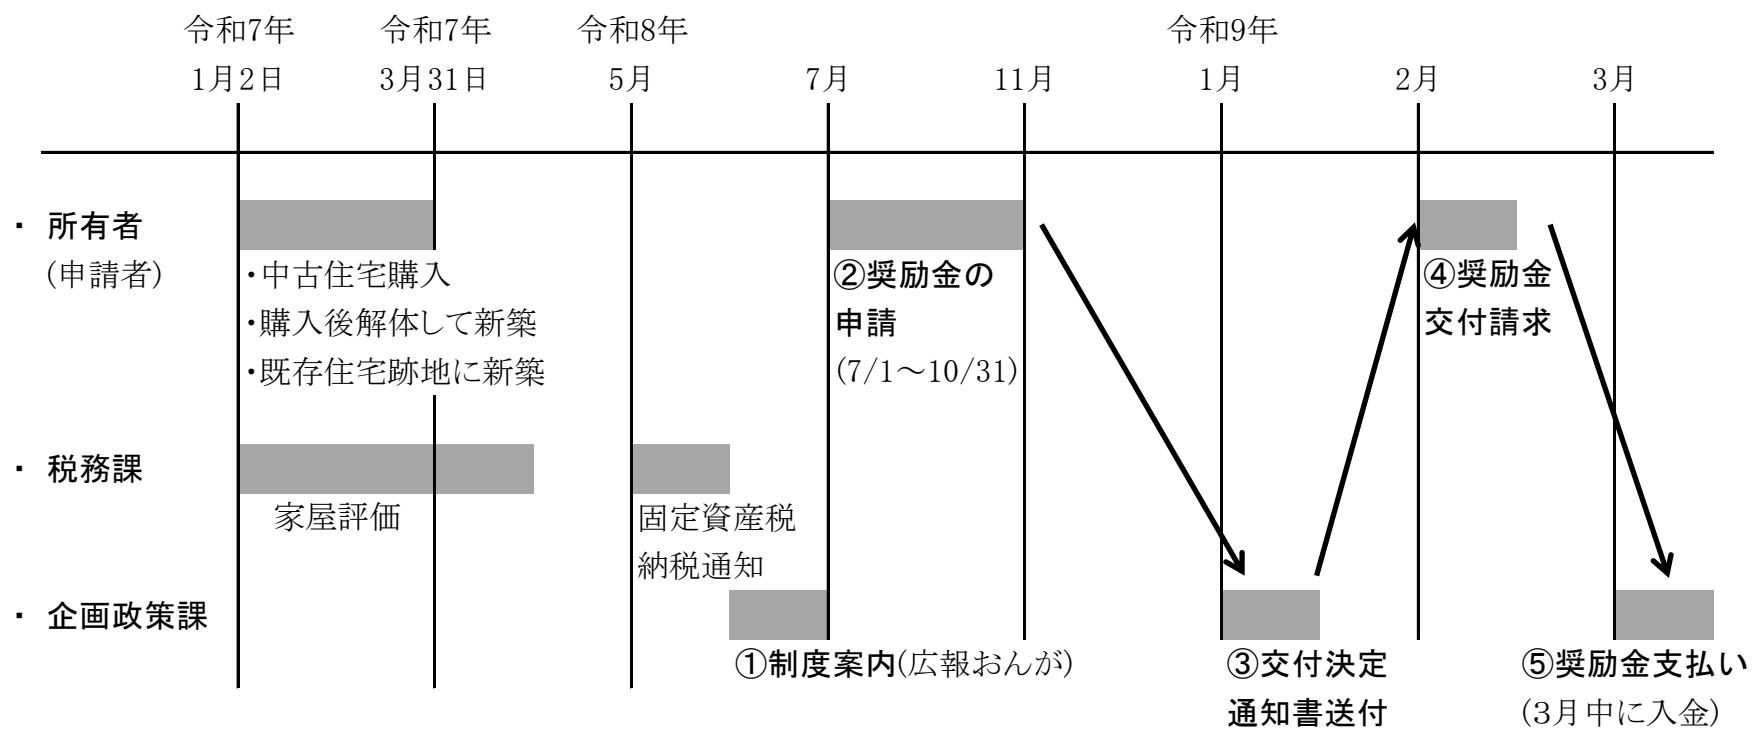 令和7年 令和7年 令和8年 令和9年
1月2日 3月31日 5月 7月 11月 1月 2月 3月
・ 所有者
(申請者)
・中古住宅購入
・購入後解体して新築
・既存住宅跡地に新築
②奨励金の
申請
(7/1～10/31)
④奨励金
交付請求
・ 税務課
家屋評価
固定資産税
納税通知
・ 企画政策課
①制度案内(広報おんが)
③交付決定
通知書送付
⑤奨励金支払い
(3月中に入金)